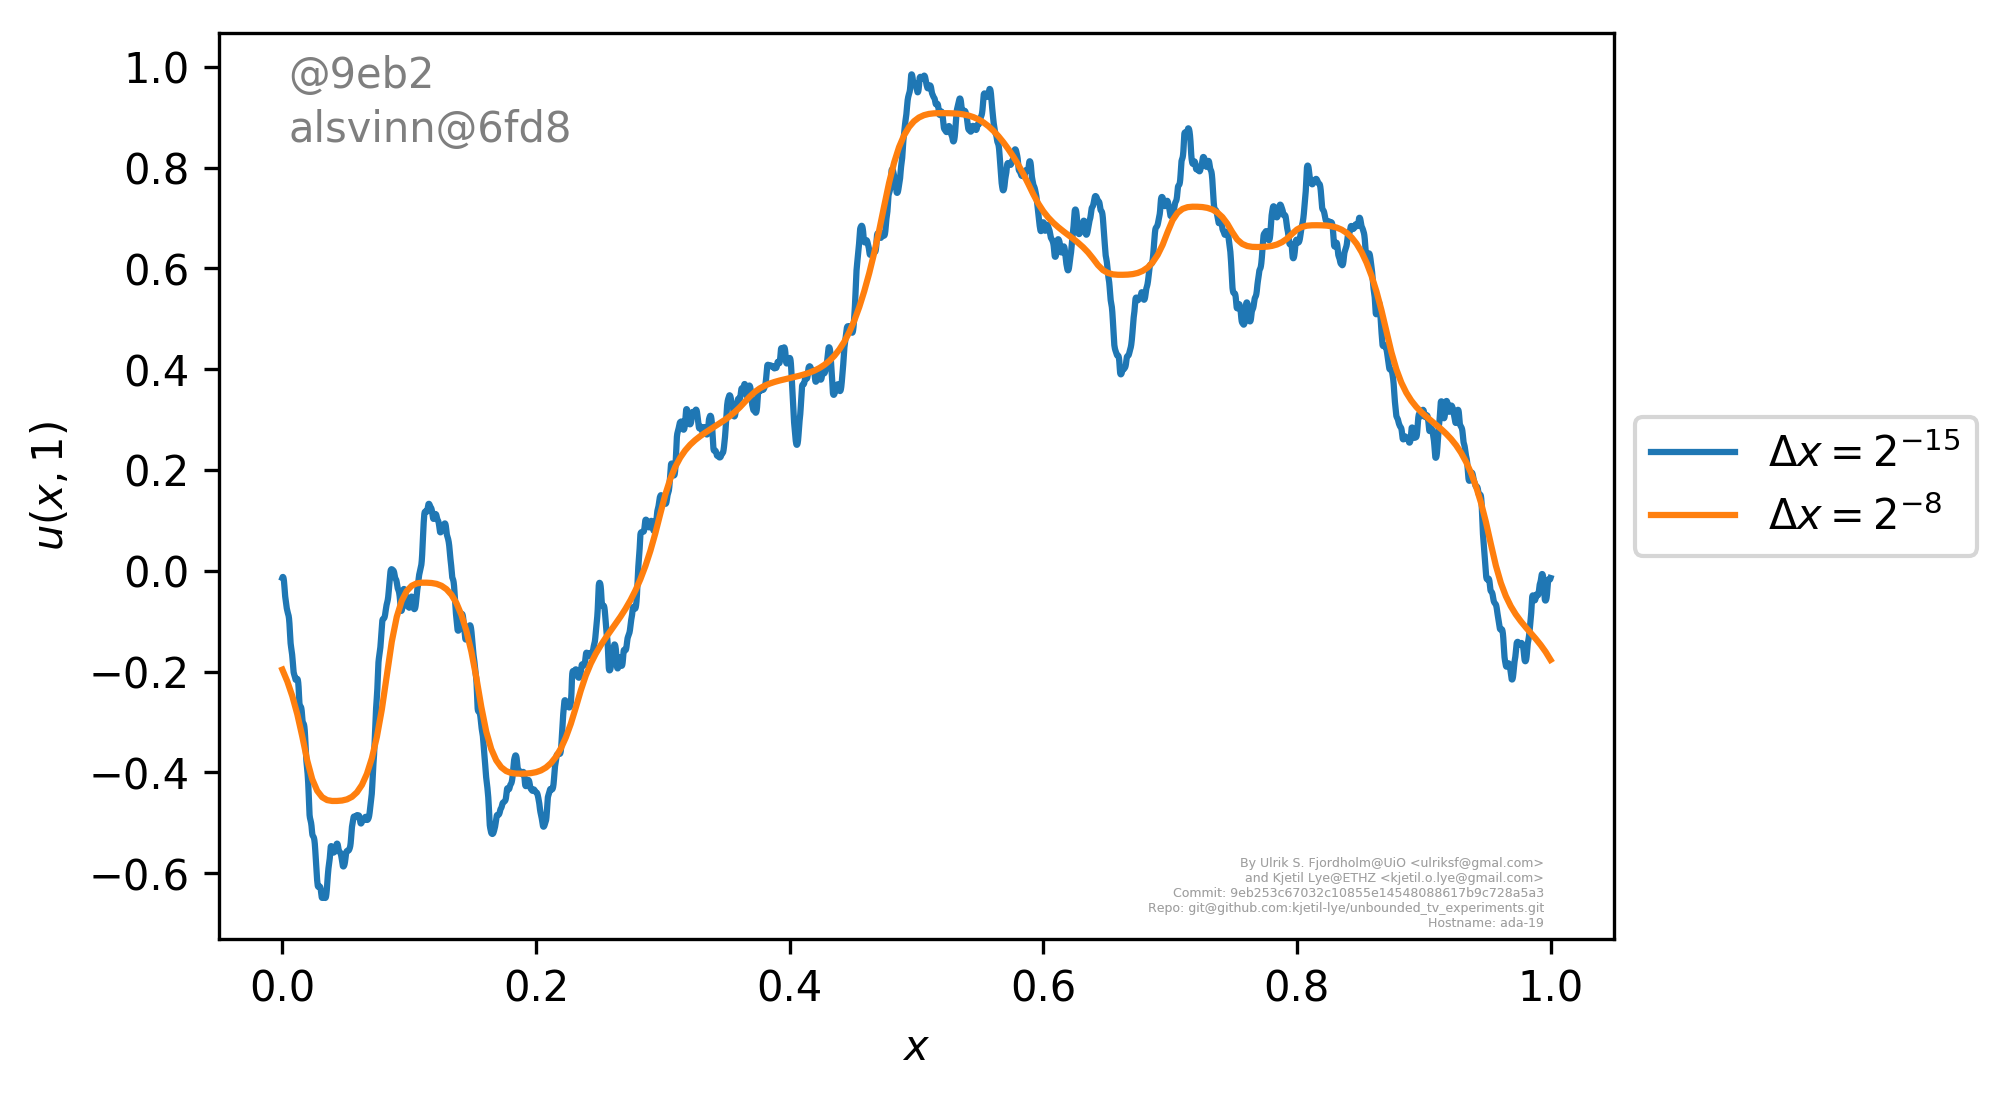 @9eb2
alsvinn@6fd8
1.0
0.8
0.6
0.4
0.2
0.0
−0.2
−0.4
−0.6
u(x, 1)
0.0 0.2 0.4 0.6 0.8 1.0
x
Δx = 2⁻¹⁵
Δx = 2⁻⁸
By Ulrik S. Fjordholm@UiO <ulriksf@gmal.com>
and Kjetil Lye@ETHZ <kjetil.o.lye@gmail.com>
Commit: 9eb253c67032c10855e14548088617b9c728a5a3
Repo: git@github.com:kjetil-lye/unbounded_tv_experiments.git
Hostname: ada-19